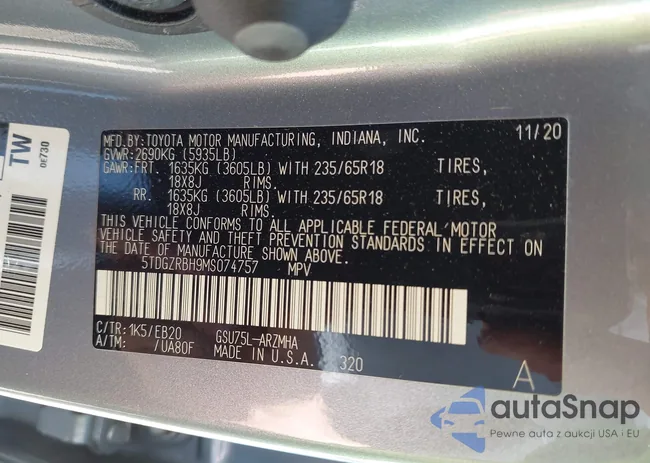 MFD.BY:TOYOTA MOTOR MANUFACTURING, INDIANA, INC. 11/20
GVWR:2690KG (5935LB)
GAWR:FRT. 1635KG (3605LB) WITH 235/65R18 TIRES,
18X8J RIMS.
RR. 1635KG (3605LB) WITH 235/65R18 TIRES,
18X8J RIMS.
THIS VEHICLE CONFORMS TO ALL APPLICABLE FEDERAL MOTOR
VEHICLE SAFETY AND THEFT PREVENTION STANDARDS IN EFFECT ON
THE DATE OF MANUFACTURE SHOWN ABOVE.
5TDGZRBH9MS074757 MPV
C/TR:1K5/EB20 GSU75L-ARZMHA
A/TM: /UA80F MADE IN U.S.A. 320
A
TW
0E730
autaSnap
Pewne auta z aukcji USA i EU